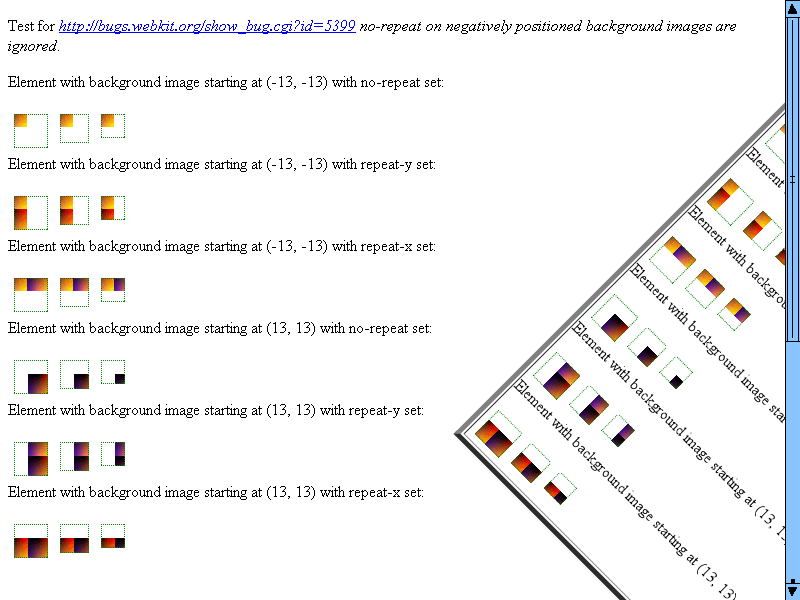 Test for http://bugs.webkit.org/show_bug.cgi?id=5399 no-repeat on negatively positioned background images are
ignored.
Element with background image starting at (-13, -13) with no-repeat set:
Element with background image starting at (-13, -13) with repeat-y set:
Element with background image starting at (-13, -13) with repeat-x set:
Element with background image starting at (13, 13) with no-repeat set:
Element with background image starting at (13, 13) with repeat-y set:
Element with background image starting at (13, 13) with repeat-x set:
Element
Element with backgrou
Element with background image sta
Element with background image starting at (13, 1
Element with background image starting at (13, 13)